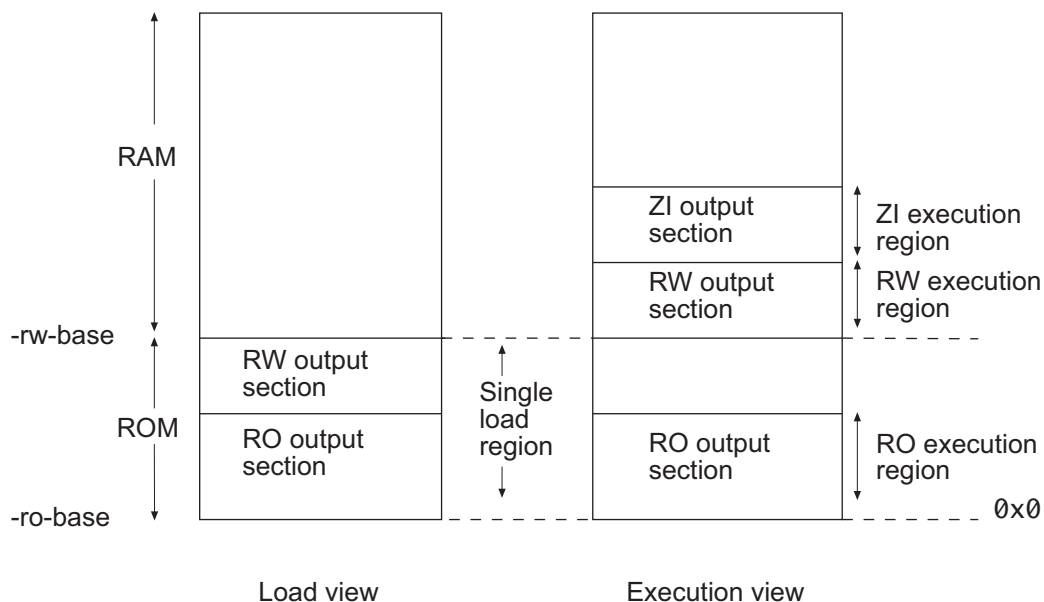 RAM
ZI output
section
ZI execution
region
RW output
section
RW execution
region
-rw-base
RW output
section
Single
load
region
ROM
RO output
section
RO output
section
RO execution
region
-ro-base
0x0
Load view
Execution view